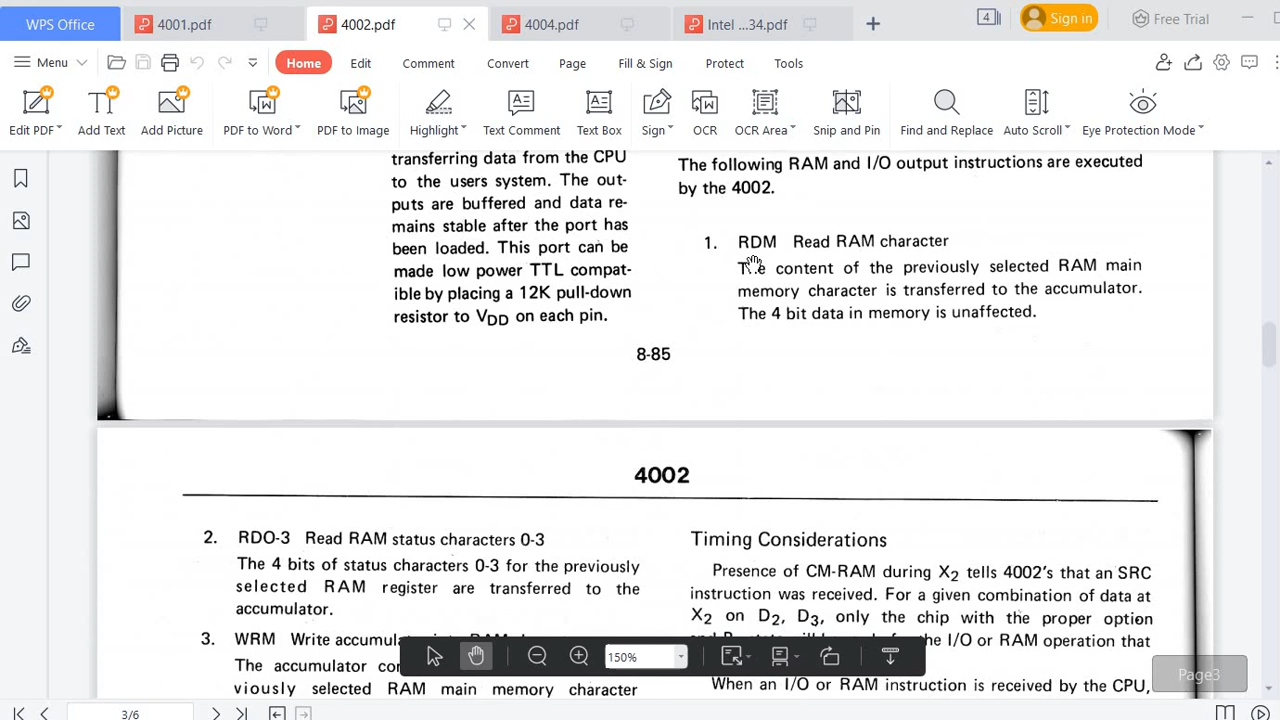 WPS Office
4001.pdf
4002.pdf
4004.pdf
Intel ...34.pdf
4
Sign in
Free Trial
Menu
Home
Edit
Comment
Convert
Page
Fill & Sign
Protect
Tools
Edit PDF
Add Text
Add Picture
PDF to Word
PDF to Image
Highlight
Text Comment
Text Box
Sign
OCR
OCR Area
Snip and Pin
Find and Replace
Auto Scroll
Eye Protection Mode
transferring data from the CPU
to the users system. The out-
puts are buffered and data re-
mains stable after the port has
been loaded. This port can be
made low power TTL compat-
ible by placing a 12K pull-down
resistor to VDD on each pin.
The following RAM and I/O output instructions are executed
by the 4002.
1. RDM Read RAM character
The content of the previously selected RAM main
memory character is transferred to the accumulator.
The 4 bit data in memory is unaffected.
8-85
4002
2. RDO-3 Read RAM status characters 0-3
The 4 bits of status characters 0-3 for the previously
selected RAM register are transferred to the
accumulator.
3. WRM Write
The accumulator
viously selected RAM main memory character
Timing Considerations
Presence of CM-RAM during X2 tells 4002's that an SRC
instruction was received. For a given combination of data at
X2 on D2, D3, only the chip with the proper option
the I/O or RAM operation that
When an I/O or RAM instruction is received by the CPU,
150%
Page3
3/6